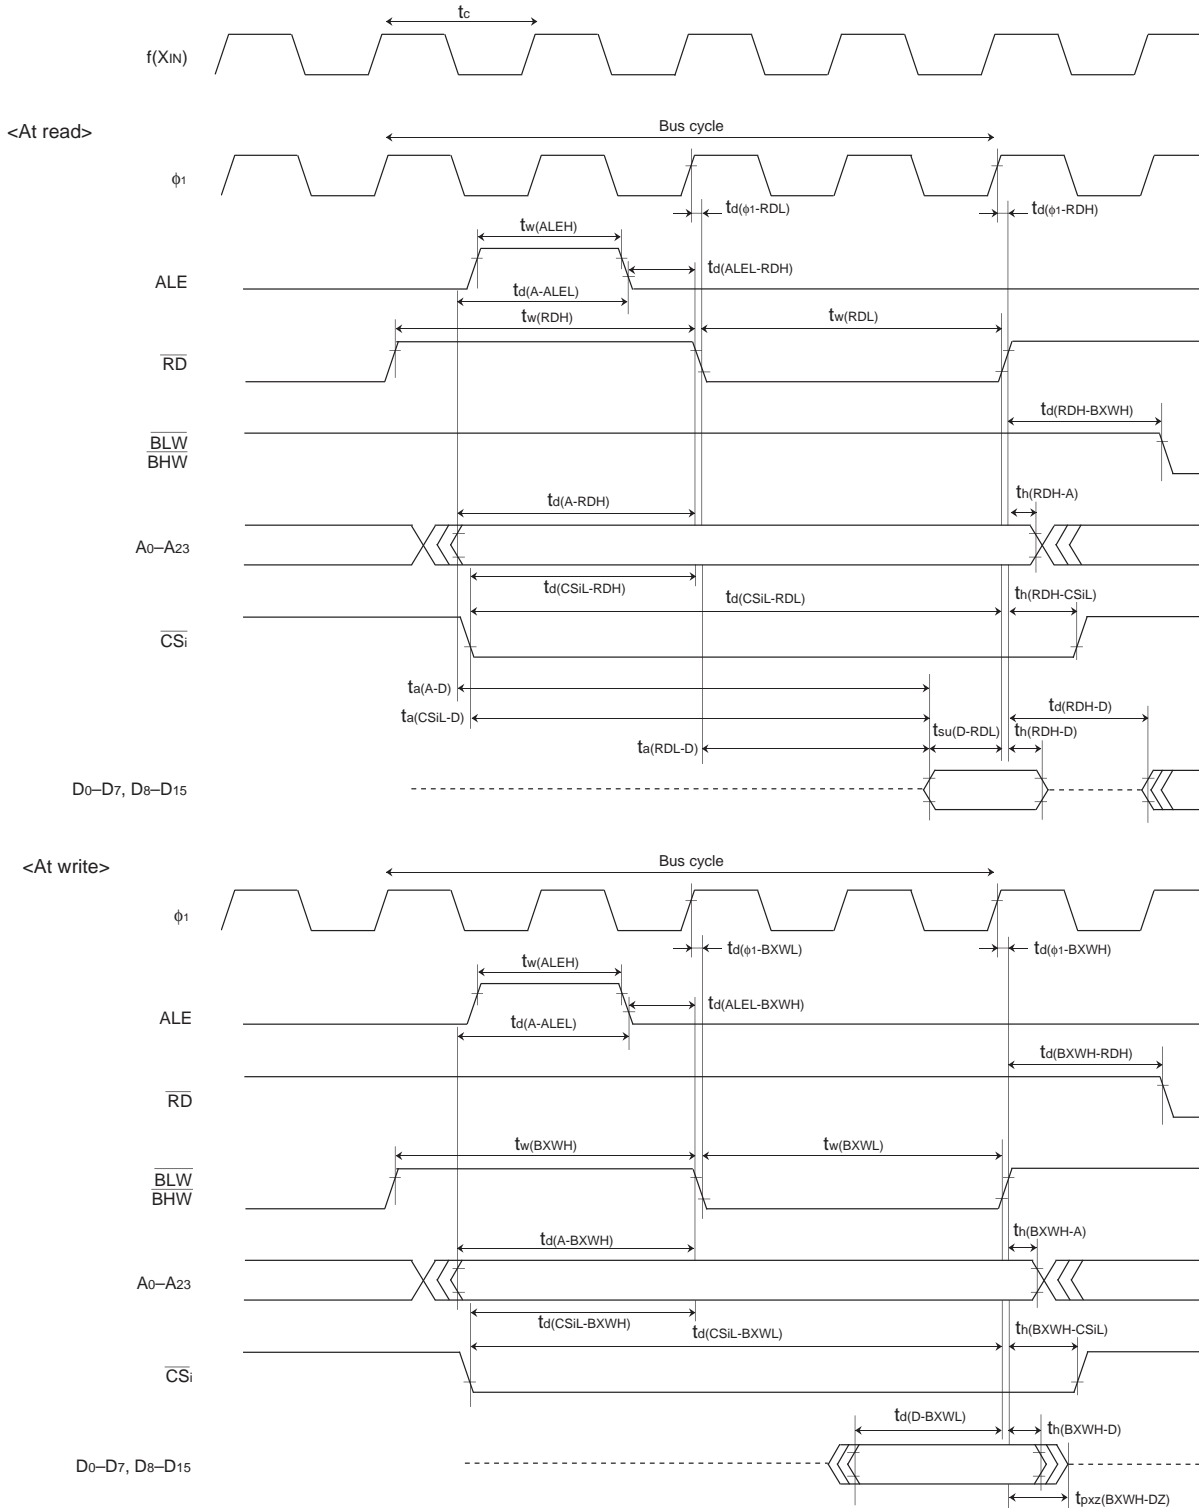 tc
f(XIN)
<At read>
Bus cycle
ϕ1
td(ϕ1-RDL)
td(ϕ1-RDH)
tw(ALEH)
td(ALEL-RDH)
ALE
td(A-ALEL)
tw(RDH)
tw(RDL)
RD
td(RDH-BXWH)
BLW
BHW
td(A-RDH)
th(RDH-A)
A0–A23
td(CSiL-RDH)
td(CSiL-RDL)
th(RDH-CSiL)
CSi
ta(A-D)
td(RDH-D)
ta(CSiL-D)
tsu(D-RDL)
th(RDH-D)
ta(RDL-D)
D0–D7, D8–D15
<At write>
Bus cycle
ϕ1
td(ϕ1-BXWL)
td(ϕ1-BXWH)
tw(ALEH)
td(ALEL-BXWH)
ALE
td(A-ALEL)
td(BXWH-RDH)
RD
tw(BXWH)
tw(BXWL)
BLW
BHW
td(A-BXWH)
th(BXWH-A)
A0–A23
td(CSiL-BXWH)
td(CSiL-BXWL)
th(BXWH-CSiL)
CSi
td(D-BXWL)
th(BXWH-D)
D0–D7, D8–D15
tpxz(BXWH-DZ)